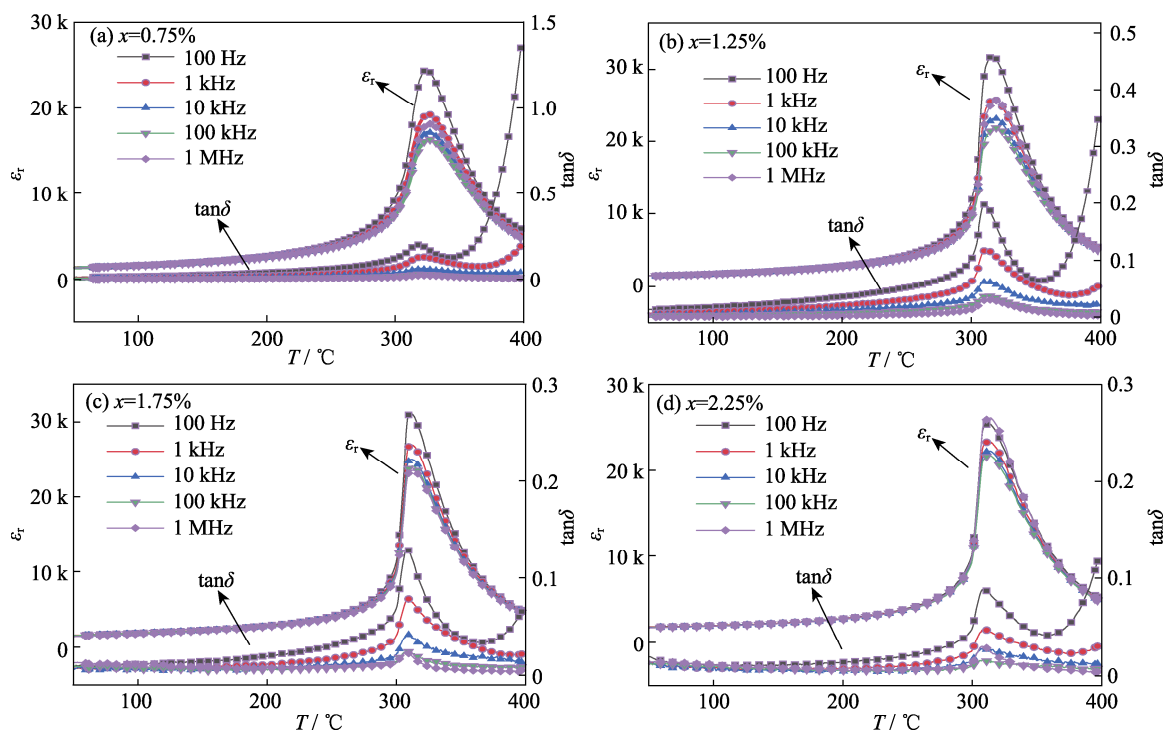 (a) x=0.75%
100 Hz
1 kHz
10 kHz
100 kHz
1 MHz
εr
tanδ
30 k
20 k
10 k
0
εr
1.5
1.0
0.5
0
tanδ
100 200 300 400
T / ℃
(b) x=1.25%
100 Hz
1 kHz
10 kHz
100 kHz
1 MHz
εr
tanδ
30 k
20 k
10 k
0
εr
0.5
0.4
0.3
0.2
0.1
0
tanδ
100 200 300 400
T / ℃
(c) x=1.75%
100 Hz
1 kHz
10 kHz
100 kHz
1 MHz
εr
tanδ
30 k
20 k
10 k
0
εr
0.3
0.2
0.1
0
tanδ
100 200 300 400
T / ℃
(d) x=2.25%
100 Hz
1 kHz
10 kHz
100 kHz
1 MHz
εr
tanδ
30 k
20 k
10 k
0
εr
0.3
0.2
0.1
0
tanδ
100 200 300 400
T / ℃